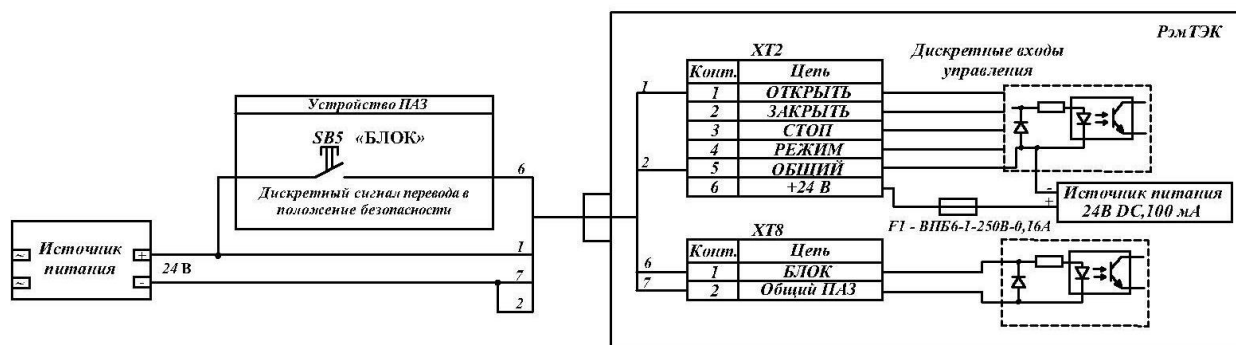 РэмТЭК
XT2
Конт. Цепь
1 ОТКРЫТЬ
2 ЗАКРЫТЬ
3 СТОП
4 РЕЖИМ
5 ОБЩИЙ
6 +24 В
Дискретные входы
управления
1
2
Устройство ПАЗ
SB5 «БЛОК»
Дискретный сигнал перевода в
положение безопасности
6
Источник
питания
~
~
+
-
24 В
1
7
2
-
+
Источник питания
24В DC,100 мА
F1 - ВПБ6-1-250В-0,16А
XT8
Конт. Цепь
1 БЛОК
2 Общий ПАЗ
6
7